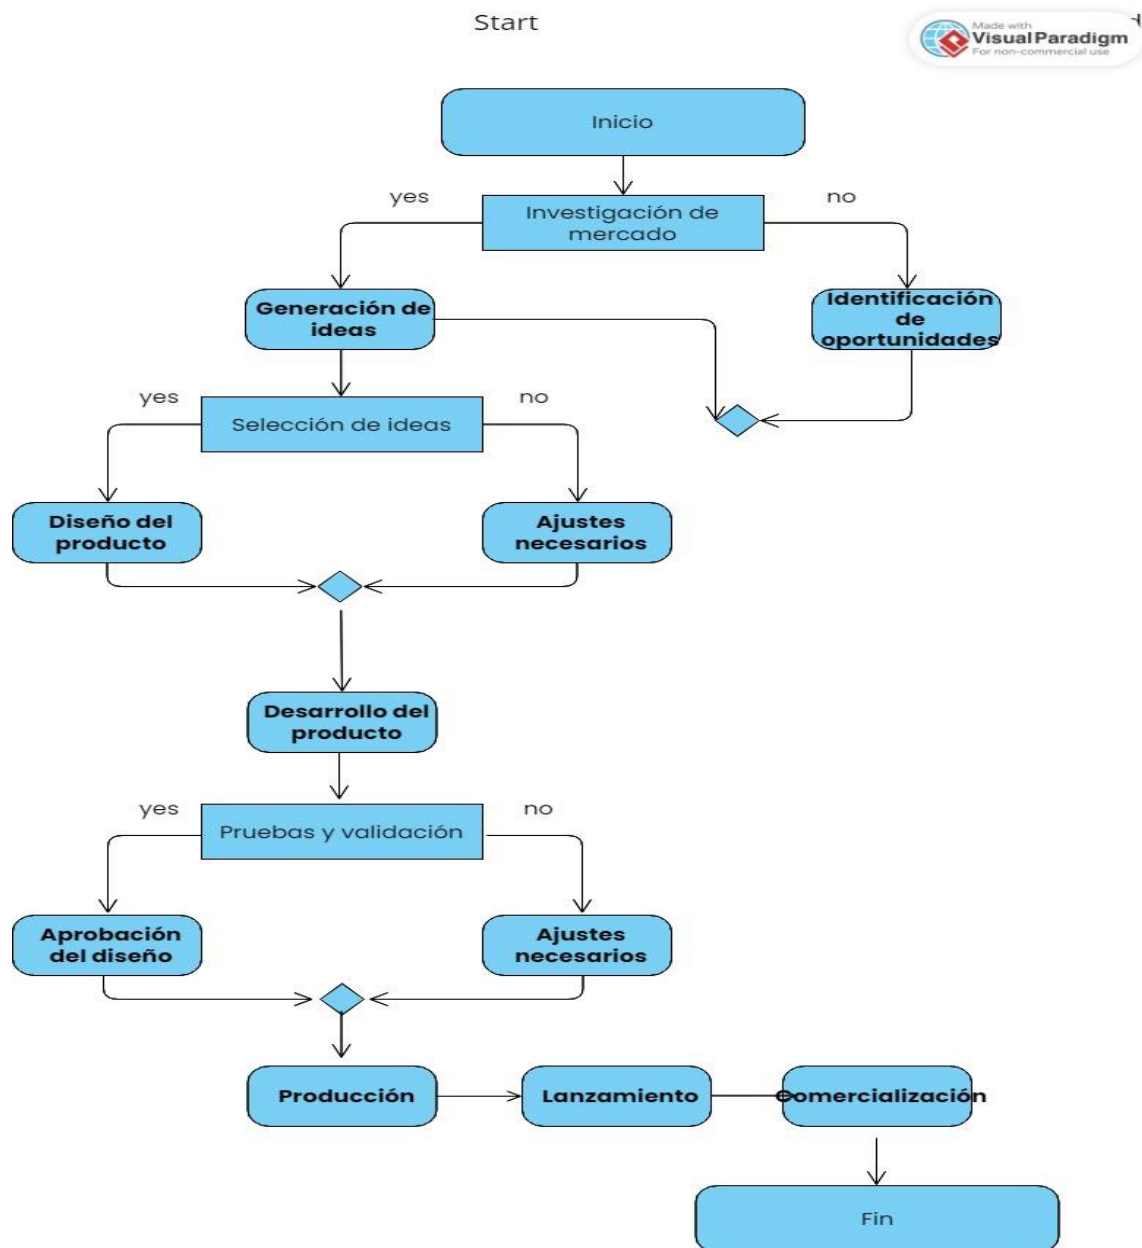 Start
Made with
Visual Paradigm
For non-commercial use
Inicio
yes
no
Investigación de
mercado
Generación de
ideas
Identificación
de
oportunidades
yes
no
Selección de ideas
Diseño del
producto
Ajustes
necesarios
Desarrollo del
producto
yes
no
Pruebas y validación
Aprobación
del diseño
Ajustes
necesarios
Producción
Lanzamiento
Comercialización
Fin